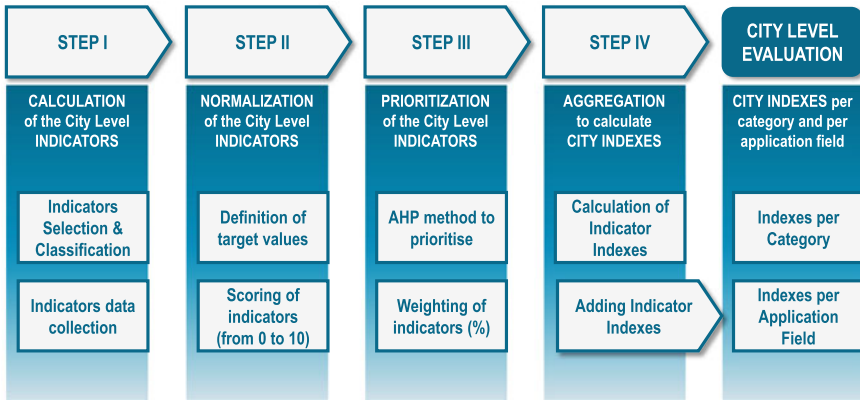 STEP I
STEP II
STEP III
STEP IV
CITY LEVEL
EVALUATION
CALCULATION
of the City Level
INDICATORS
NORMALIZATION
of the City Level
INDICATORS
PRIORITIZATION
of the City Level
INDICATORS
AGGREGATION
to calculate
CITY INDEXES
CITY INDEXES per
category and per
application field
Indicators
Selection &
Classification
Definition of
target values
AHP method to
prioritise
Calculation of
Indicator
Indexes
Indexes per
Category
Indicators data
collection
Scoring of
indicators
(from 0 to 10)
Weighting of
indicators (%)
Adding Indicator
Indexes
Indexes per
Application
Field